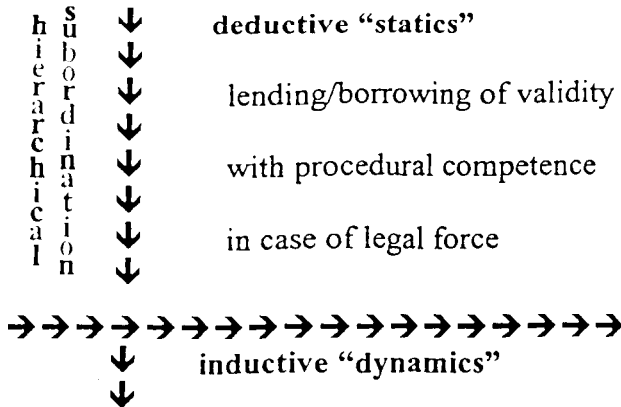 hierarchical
subordination
deductive “statics”
lending/borrowing of validity
with procedural competence
in case of legal force
inductive “dynamics”